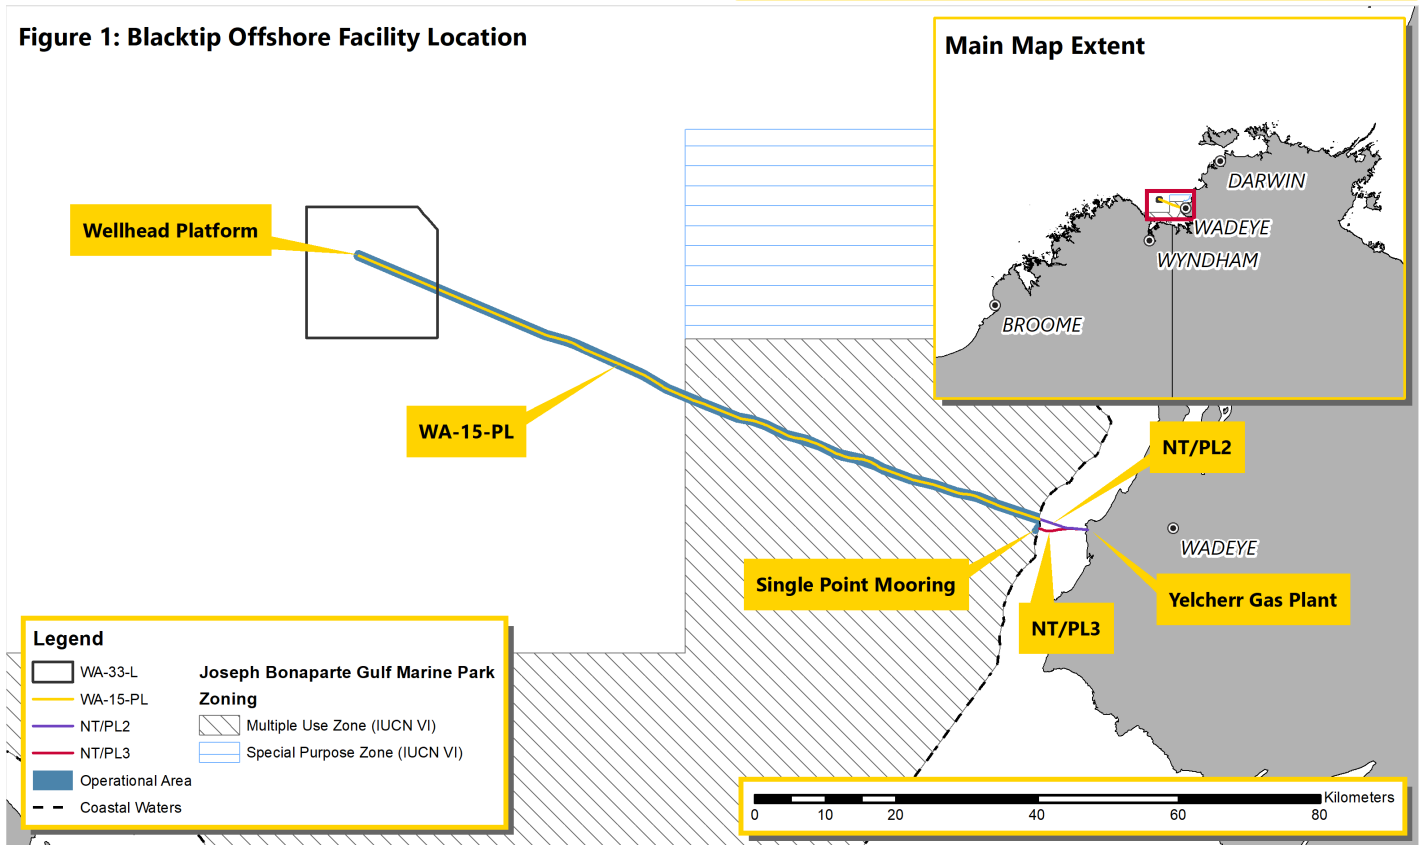 Figure 1: Blacktip Offshore Facility Location
Main Map Extent
DARWIN
WADEYE
WYNDHAM
BROOME
Wellhead Platform
WA-15-PL
NT/PL2
WADEYE
Single Point Mooring
Yelcherr Gas Plant
NT/PL3
Legend
WA-33-L
WA-15-PL
NT/PL2
NT/PL3
Operational Area
Coastal Waters
Joseph Bonaparte Gulf Marine Park
Zoning
Multiple Use Zone (IUCN VI)
Special Purpose Zone (IUCN VI)
Kilometers
0 10 20 40 60 80